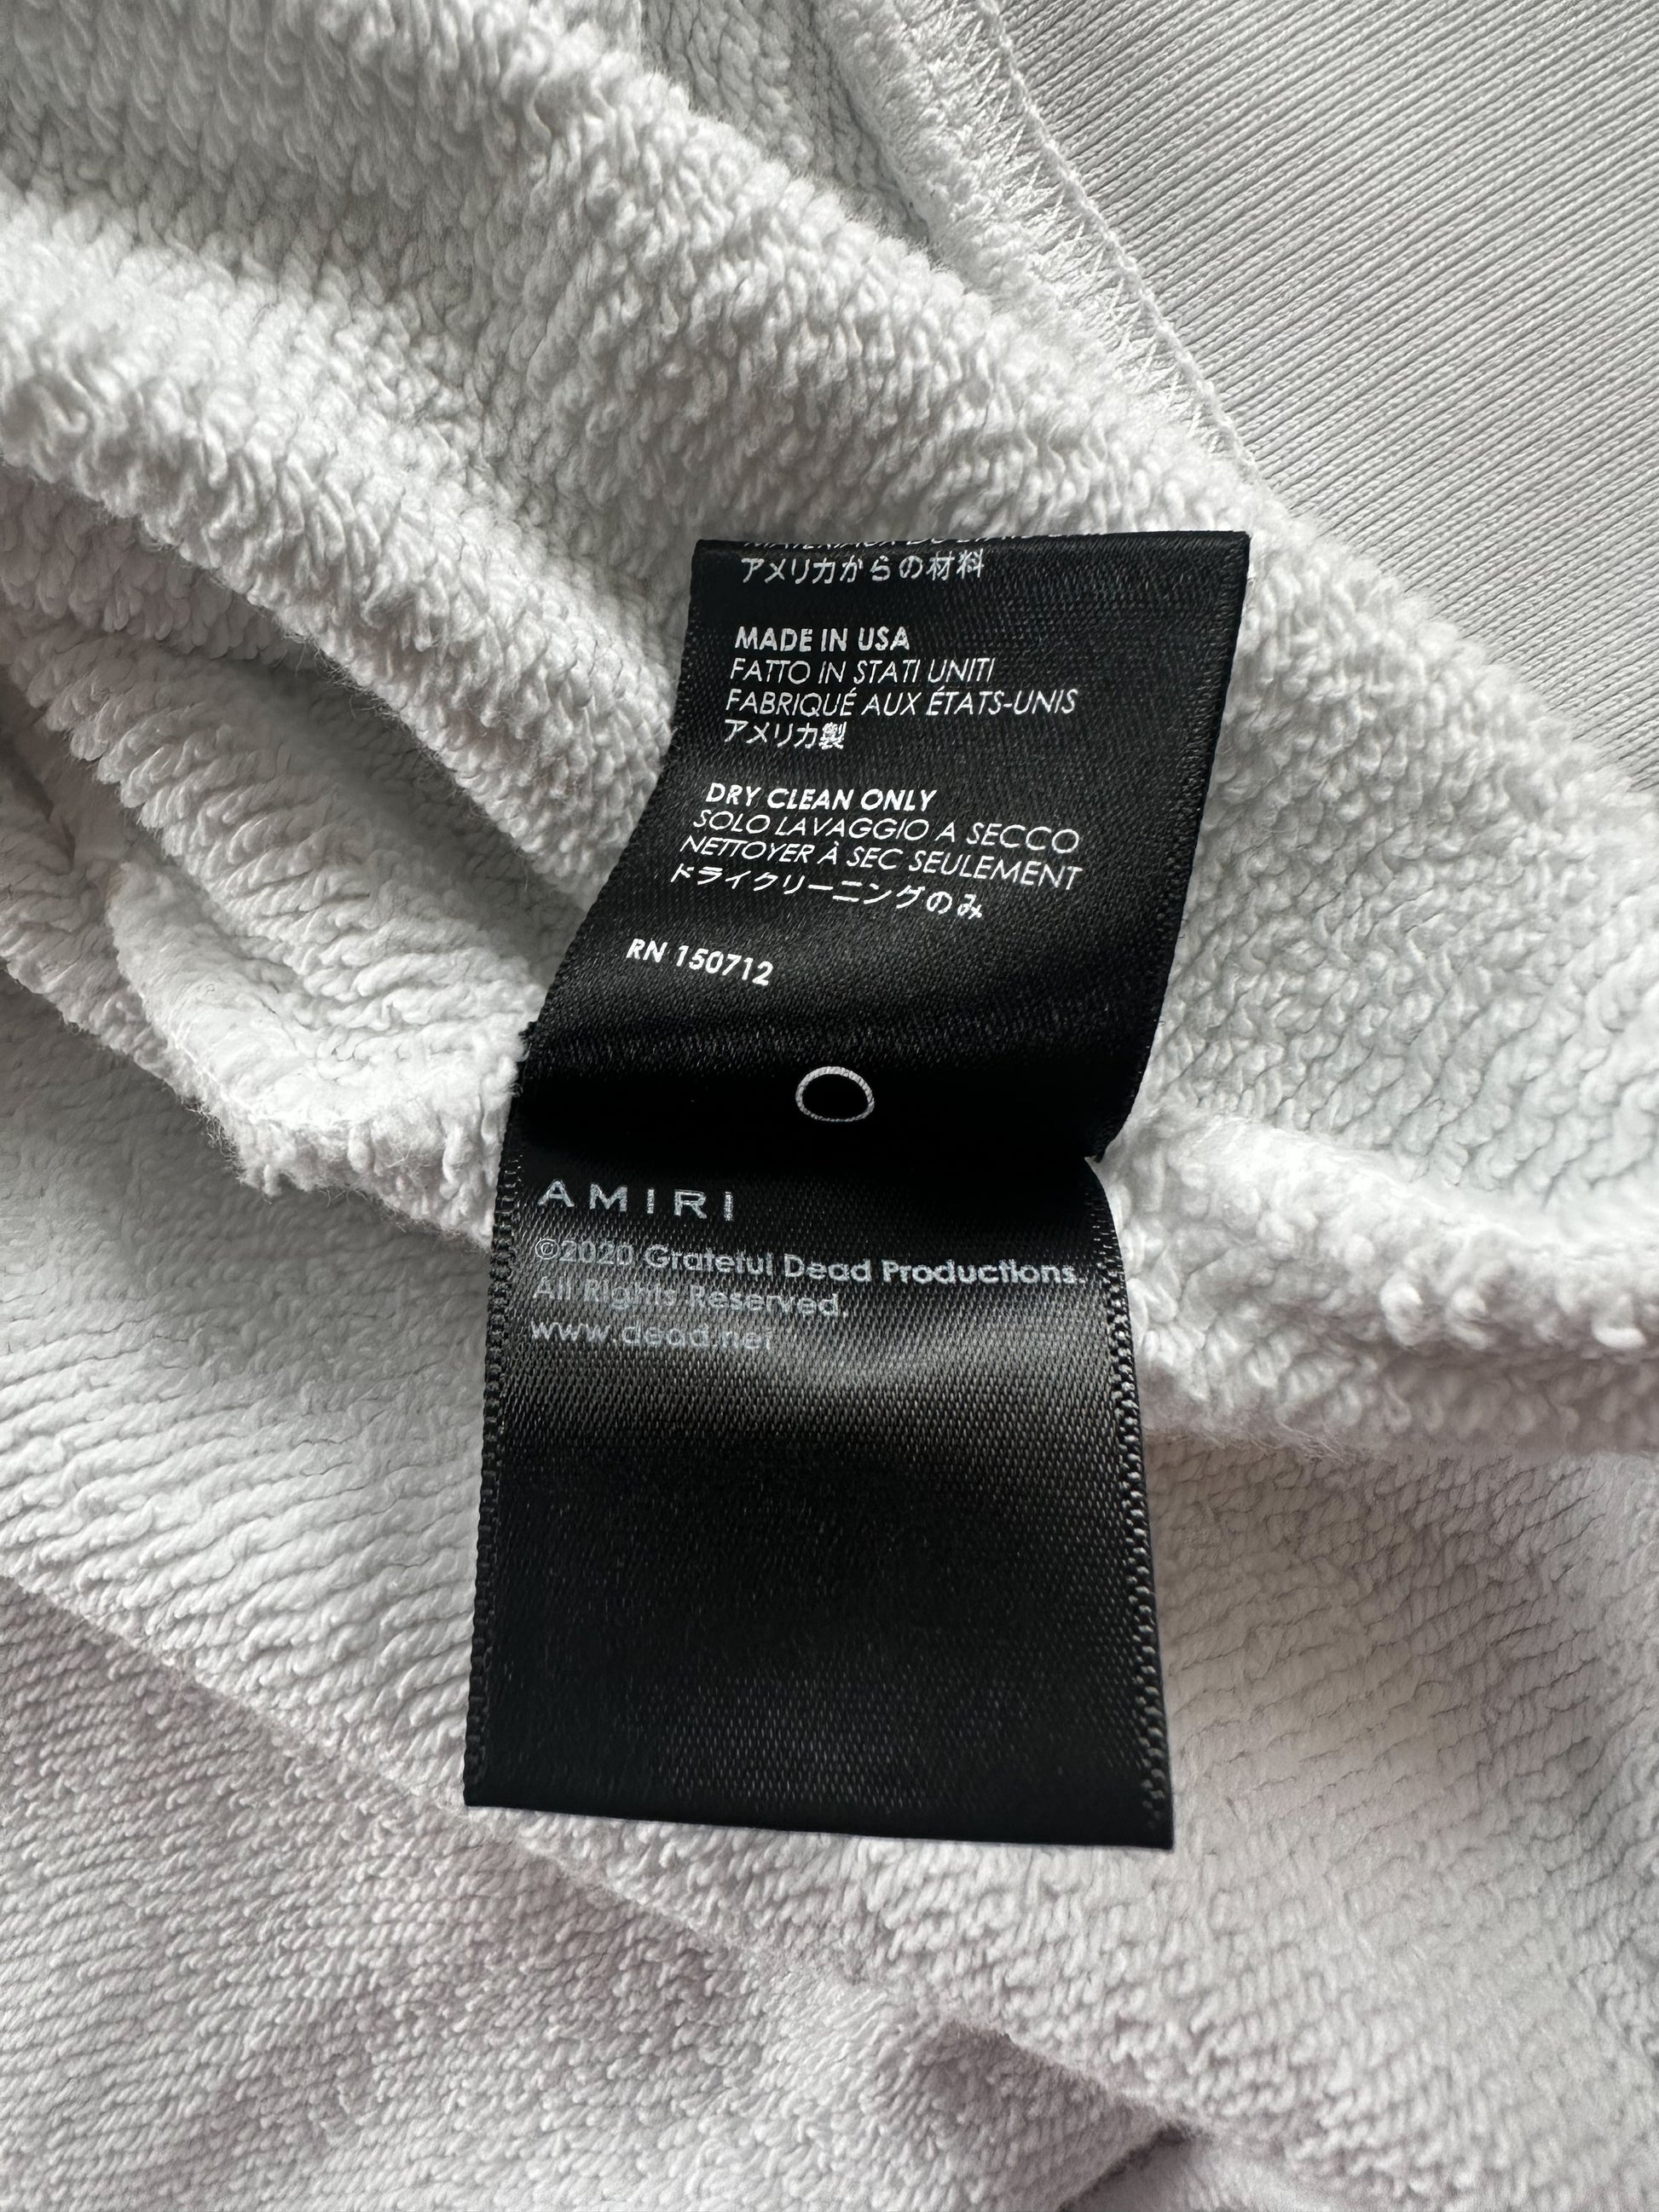 アメリカからの材料
MADE IN USA
FATTO IN STATI UNITI
FABRIQUÉ AUX ÉTATS-UNIS
アメリカ製
DRY CLEAN ONLY
SOLO LAVAGGIO A SECCO
NETTOYER À SEC SEULEMENT
ドライクリーニングのみ
RN 150712
AMIRI
©2020 Grateful Dead Productions.
All Rights Reserved.
www.dead.net